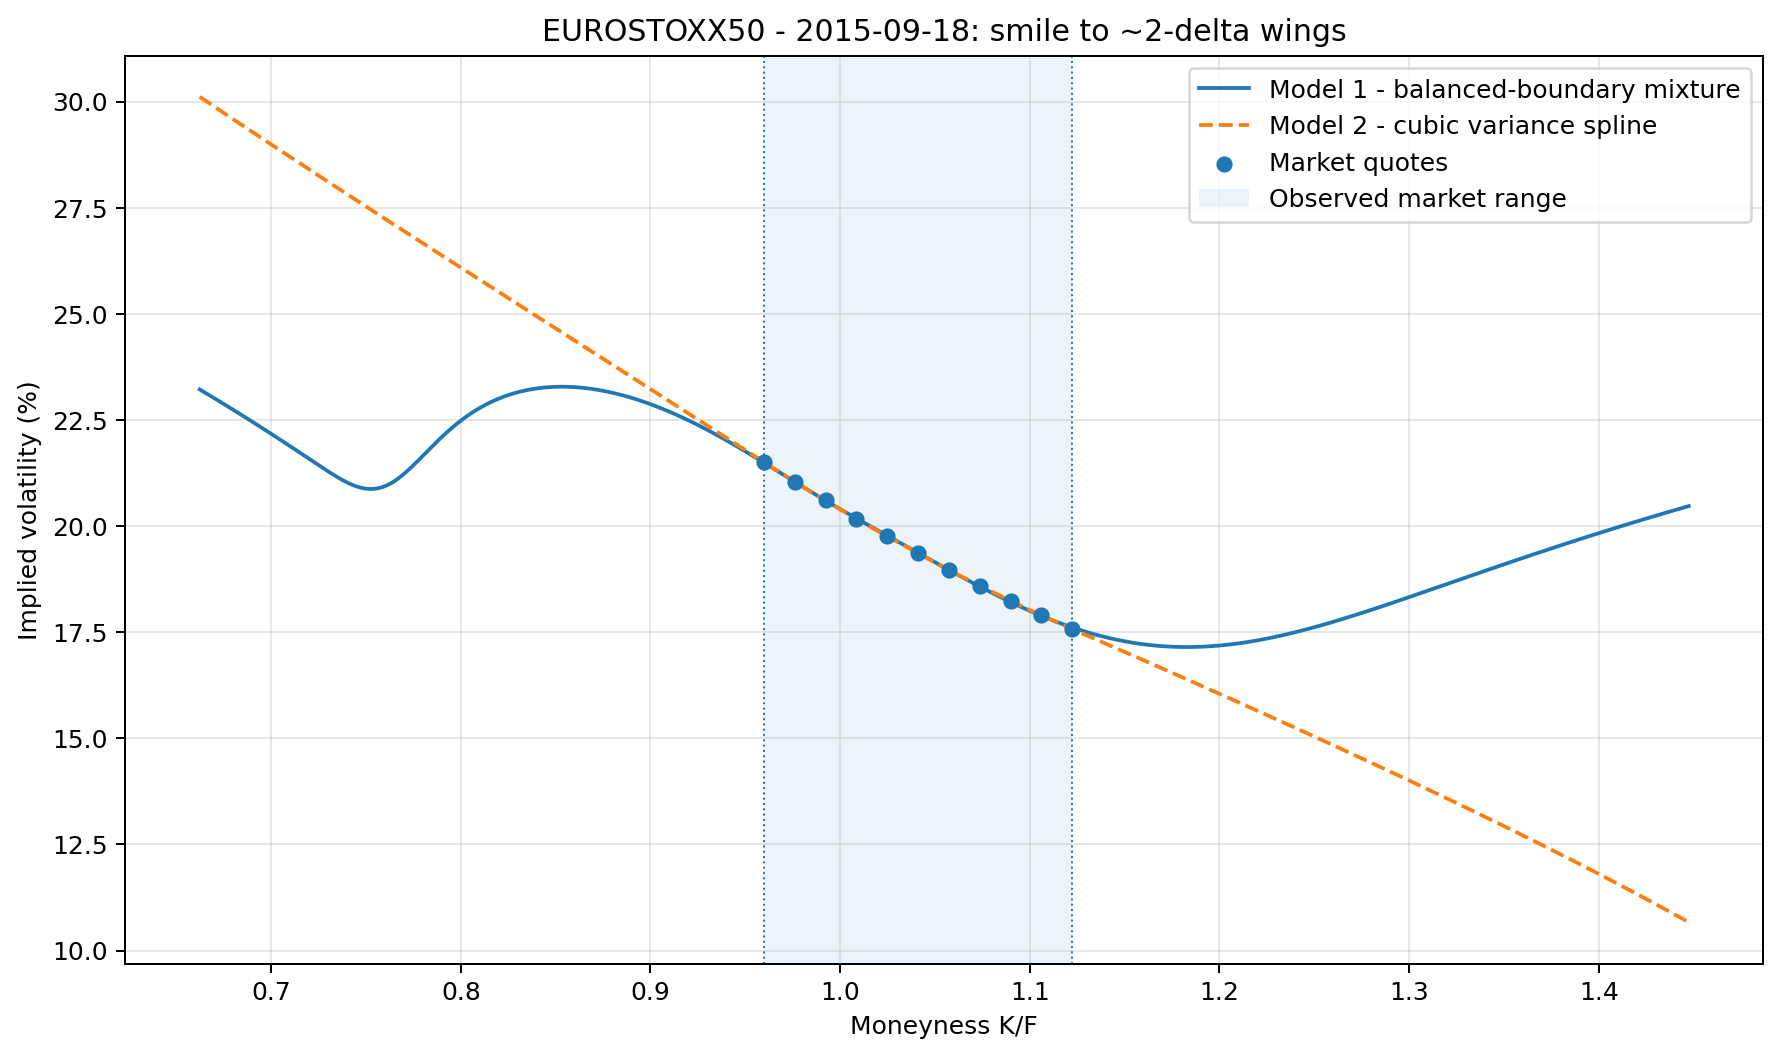 EUROSTOXX50 - 2015-09-18: smile to ~2-delta wings
Model 1 - balanced-boundary mixture
Model 2 - cubic variance spline
Market quotes
Observed market range
Implied volatility (%)
30.0
27.5
25.0
22.5
20.0
17.5
15.0
12.5
10.0
0.7
0.8
0.9
1.0
1.1
1.2
1.3
1.4
Moneyness K/F